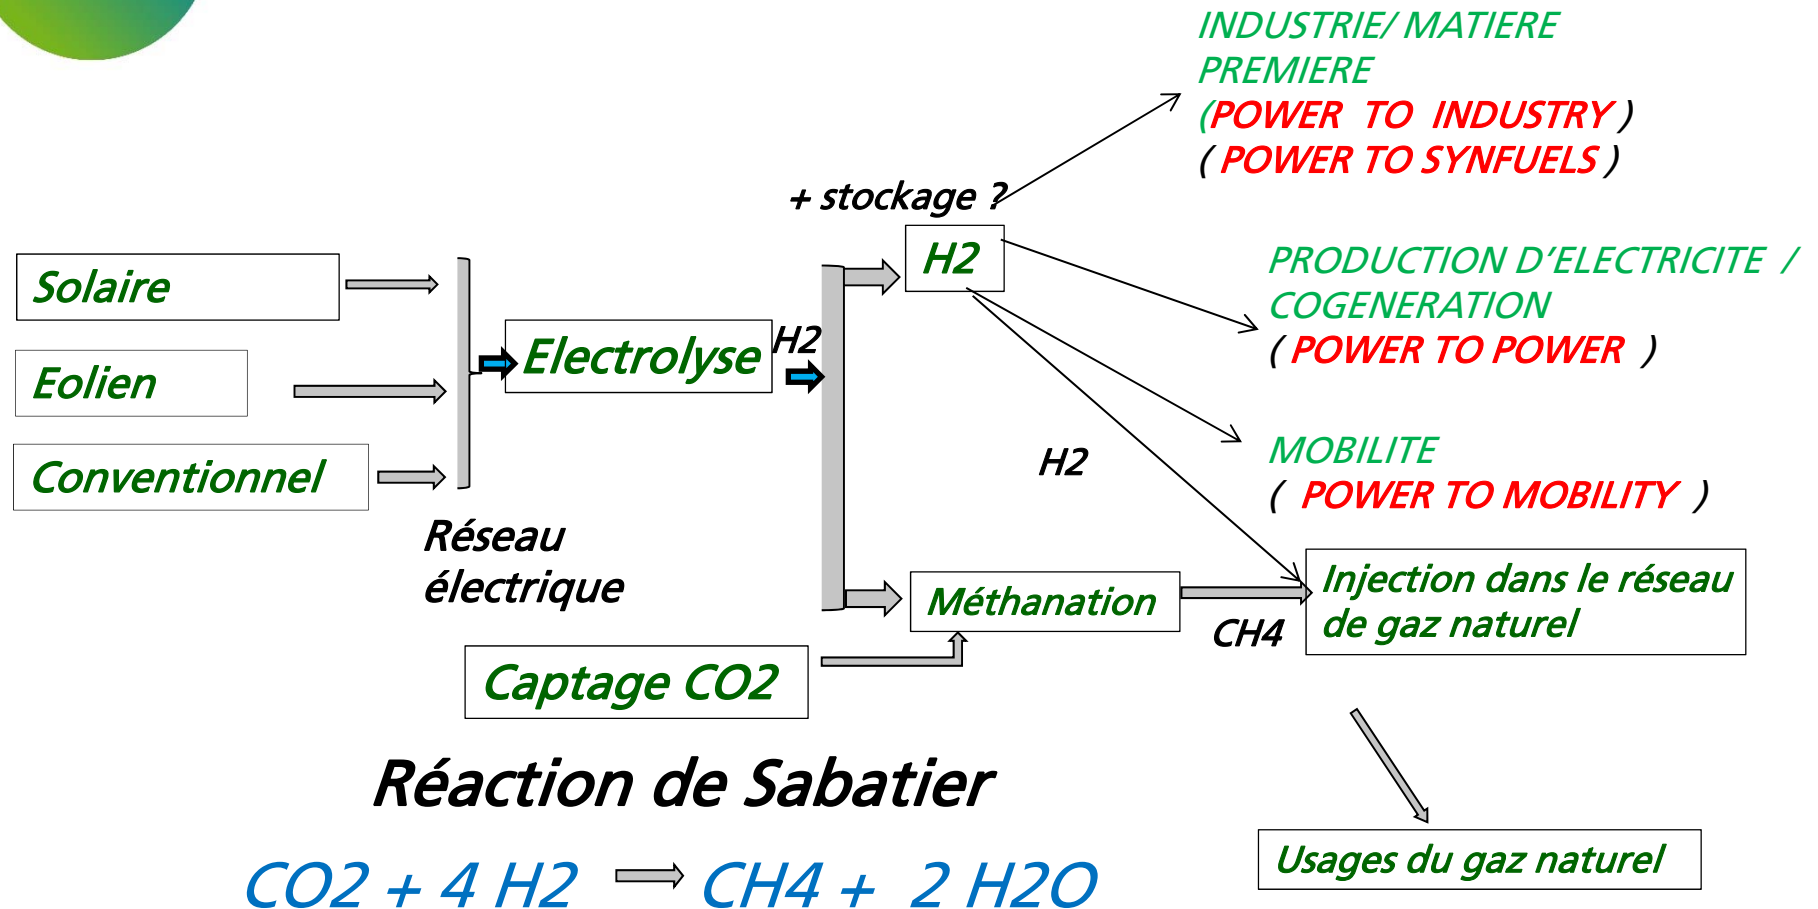 INDUSTRIE/ MATIERE
PREMIERE
(POWER TO INDUSTRY )
( POWER TO SYNFUELS )
+ stockage ?
H2
PRODUCTION D’ELECTRICITE /
COGENERATION
( POWER TO POWER )
Solaire
Eolien
Conventionnel
Electrolyse
H2
MOBILITE
( POWER TO MOBILITY )
H2
Réseau
électrique
Méthanation
CH4
Injection dans le réseau
de gaz naturel
Captage CO2
Réaction de Sabatier
CO2 + 4 H2 CH4 + 2 H2O
Usages du gaz naturel